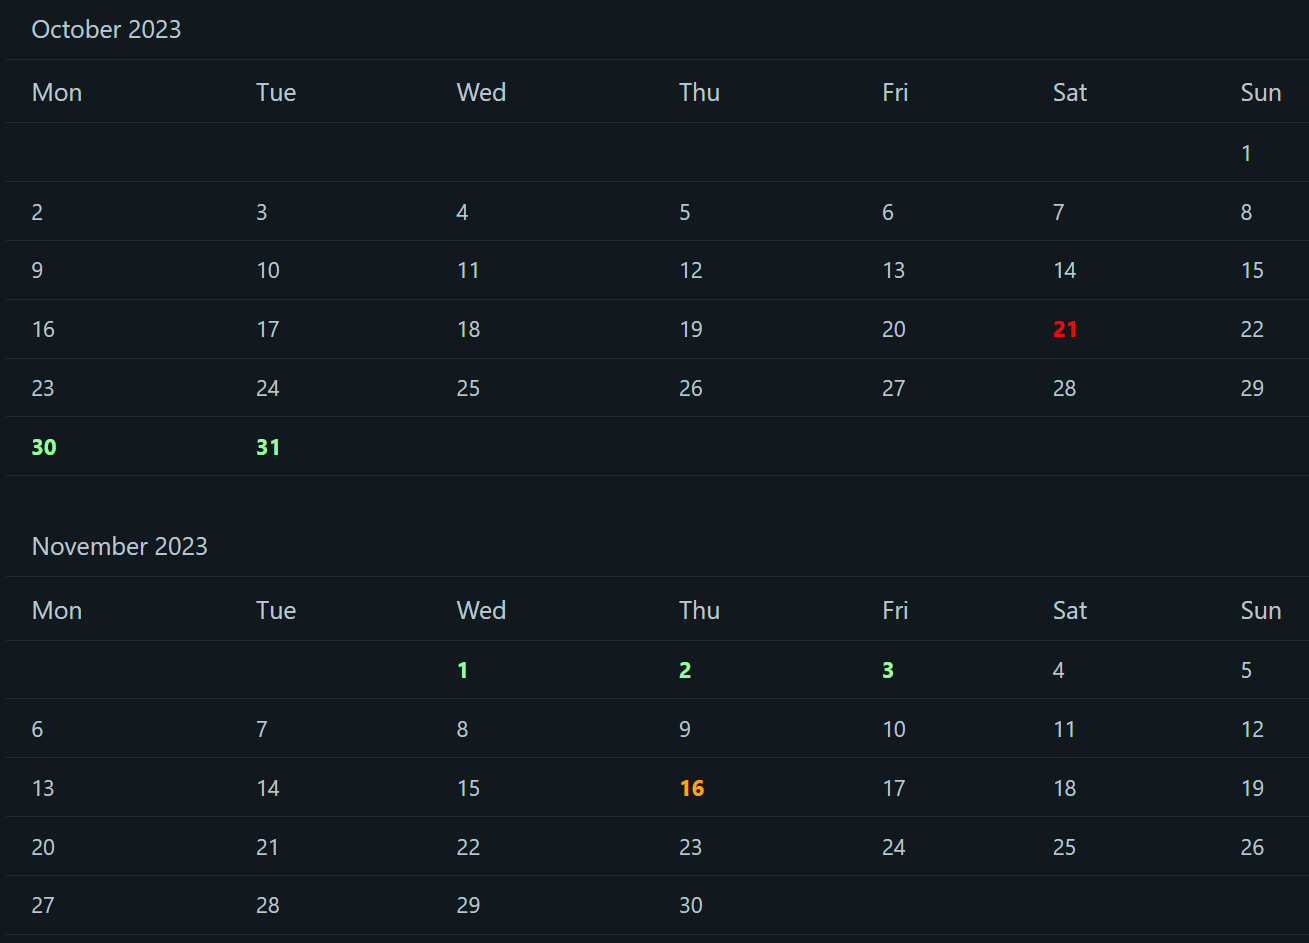 October 2023
Mon Tue Wed Thu Fri Sat Sun
1
2 3 4 5 6 7 8
9 10 11 12 13 14 15
16 17 18 19 20 21 22
23 24 25 26 27 28 29
30 31
November 2023
Mon Tue Wed Thu Fri Sat Sun
1 2 3 4 5
6 7 8 9 10 11 12
13 14 15 16 17 18 19
20 21 22 23 24 25 26
27 28 29 30